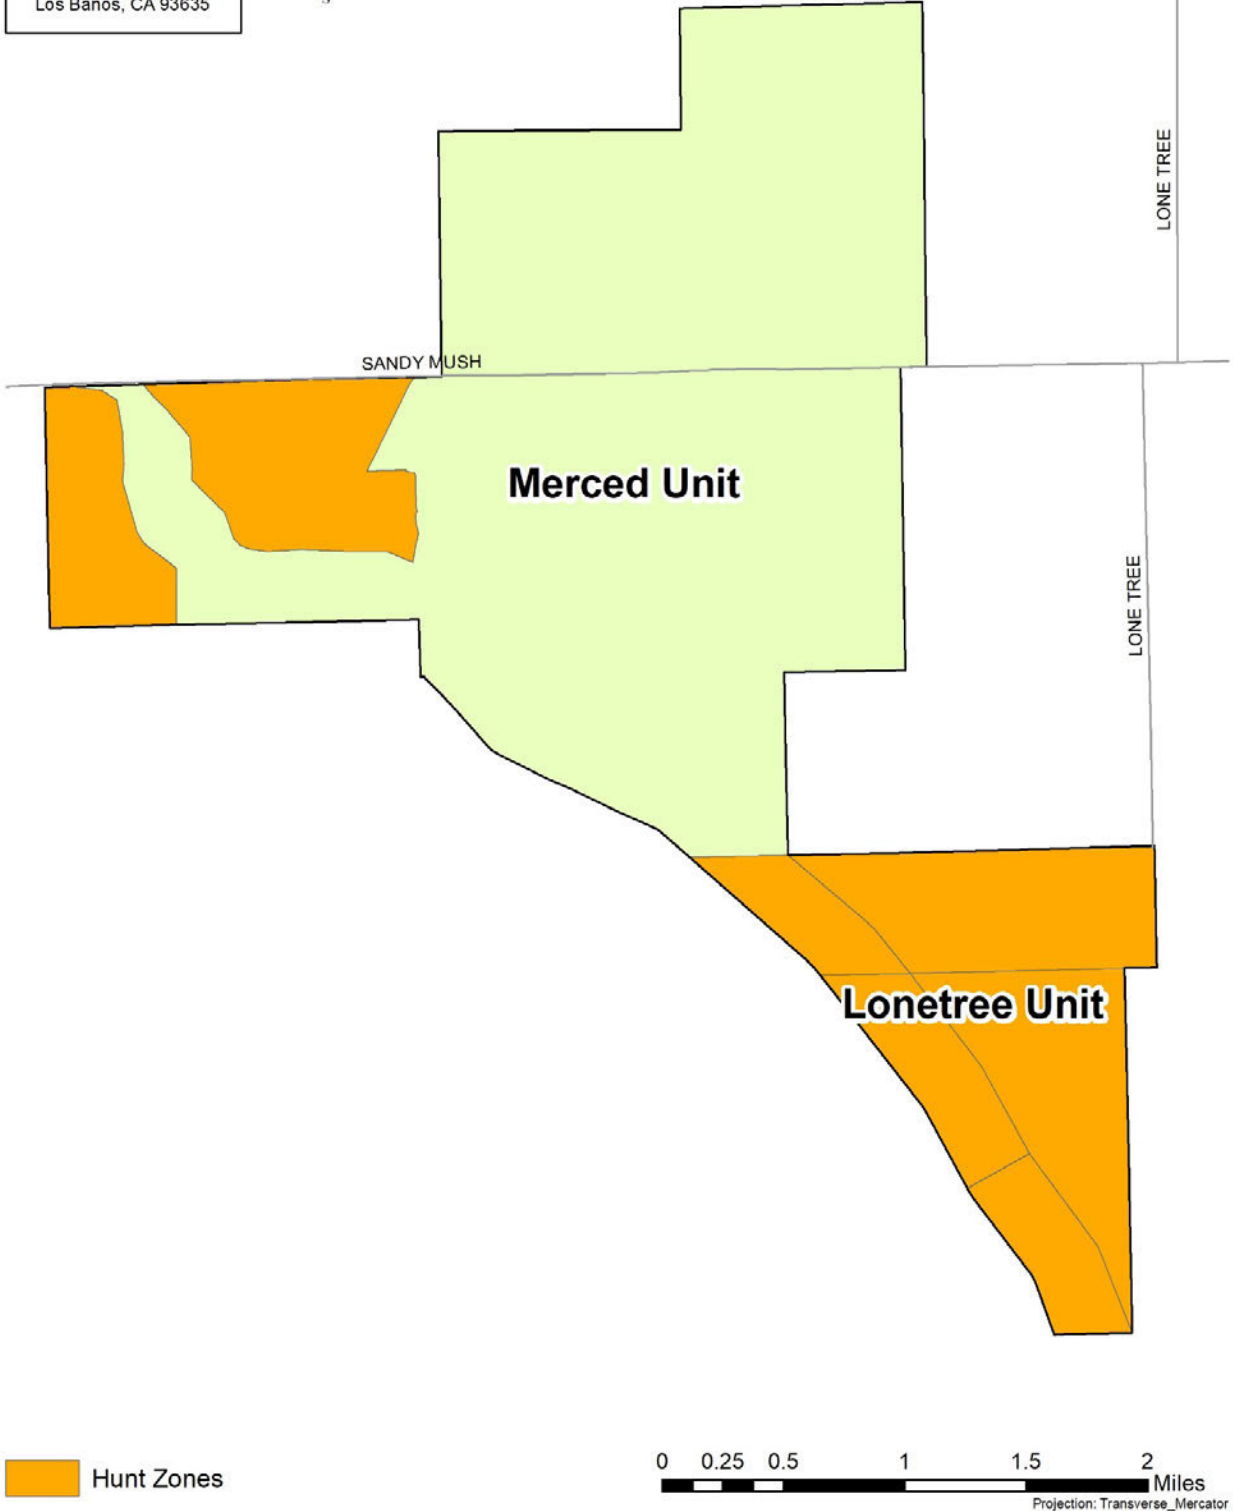 Los Banos, CA 93635
LONE TREE
SANDY MUSH
Merced Unit
LONE TREE
Lonetree Unit
Hunt Zones
0 0.25 0.5 1 1.5 2
Miles
Projection: Transverse_Mercator